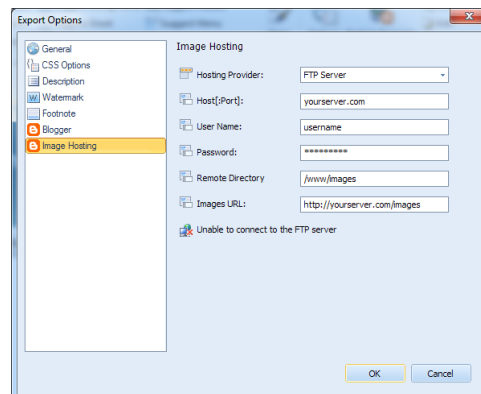 Export Options
General
CSS Options
Description
Watermark
Footnote
Blogger
Image Hosting
Image Hosting
Hosting Provider: FTP Server
Host[:Port]: yourserver.com
User Name: username
Password: *********
Remote Directory /www/images
Images URL: http://yourserver.com/images
Unable to connect to the FTP server
OK Cancel